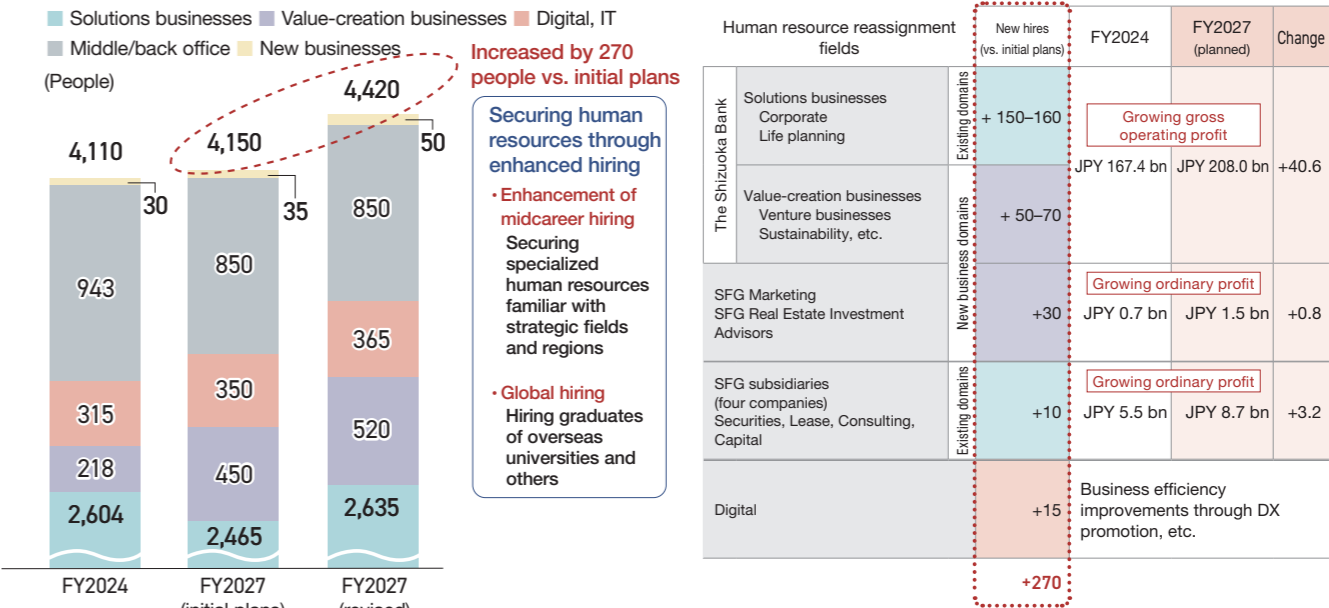 Solutions businesses
Value-creation businesses
Digital, IT
Middle/back office
New businesses
(People)
Increased by 270
people vs. initial plans
4,110
30
943
315
218
2,604
FY2024
4,150
35
850
350
450
2,465
FY2027
(initial plans)
4,420
50
850
365
520
2,635
FY2027
(revised)
Securing human
resources through
enhanced hiring
・Enhancement of
midcareer hiring
Securing
specialized
human resources
familiar with
strategic fields
and regions
・Global hiring
Hiring graduates
of overseas
universities and
others
Human resource reassignment
fields
New hires
(vs. initial plans)
FY2024
FY2027
(planned)
Change
The Shizuoka Bank
Solutions businesses
Corporate
Life planning
Existing domains
+ 150–160
Growing gross
operating profit
JPY 167.4 bn
JPY 208.0 bn
+40.6
Value-creation businesses
Venture businesses
Sustainability, etc.
New business domains
+ 50–70
SFG Marketing
SFG Real Estate Investment
Advisors
+30
Growing ordinary profit
JPY 0.7 bn
JPY 1.5 bn
+0.8
SFG subsidiaries
(four companies)
Securities, Lease, Consulting,
Capital
Existing domains
+10
Growing ordinary profit
JPY 5.5 bn
JPY 8.7 bn
+3.2
Digital
+15
Business efficiency
improvements through DX
promotion, etc.
+270